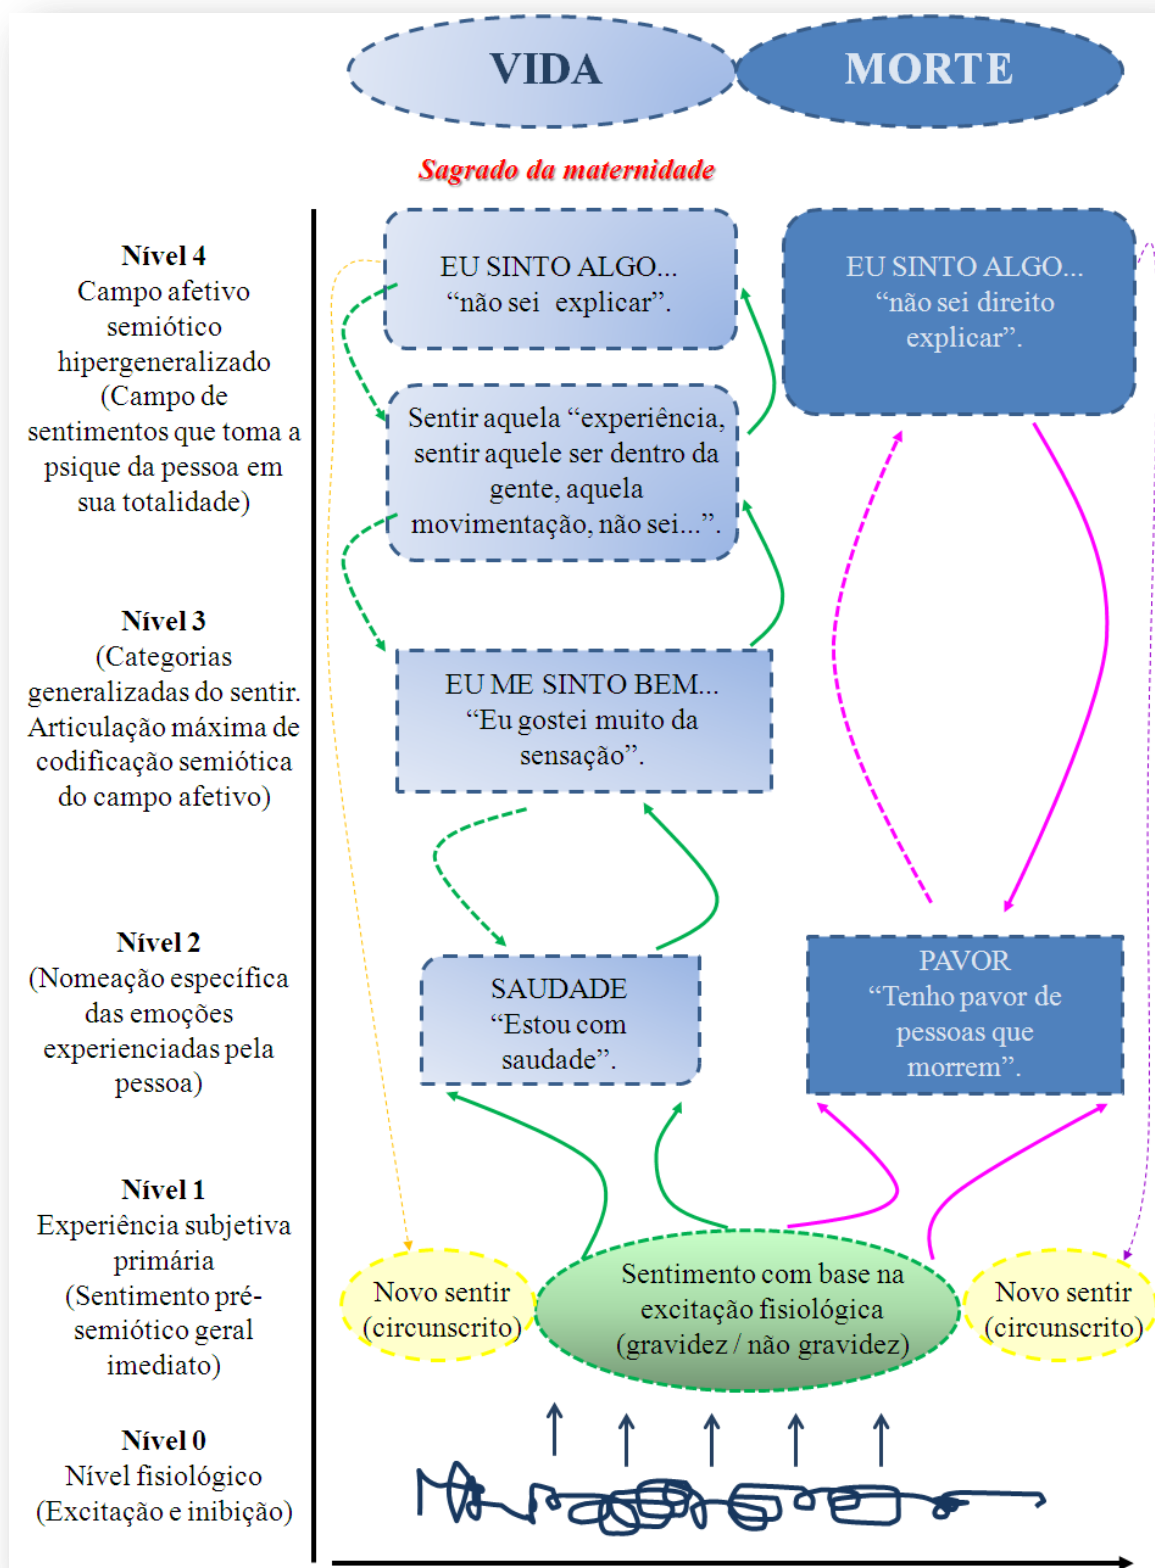 VIDA
MORTE
Sagrado da maternidade
Nível 4
Campo afetivo
semiótico
hipergeneralizado
(Campo de
sentimentos que toma a
psique da pessoa em
sua totalidade)
EU SINTO ALGO...
“não sei explicar”.
EU SINTO ALGO...
“não sei direito
explicar”.
Sentir aquela “experiência,
sentir aquele ser dentro da
gente, aquela
movimentação, não sei...”.
Nível 3
(Categorias
generalizadas do sentir.
Articulação máxima de
codificação semiótica
do campo afetivo)
EU ME SINTO BEM...
“Eu gostei muito da
sensação”.
Nível 2
(Nomeação específica
das emoções
experienciadas pela
pessoa)
SAUDADE
“Estou com
saudade”.
PAVOR
“Tenho pavor de
pessoas que
morrem”.
Nível 1
Experiência subjetiva
primária
(Sentimento pré-
semiótico geral
imediato)
Novo sentir
(circunscrito)
Sentimento com base na
excitação fisiológica
(gravidez / não gravidez)
Novo sentir
(circunscrito)
Nível 0
Nível fisiológico
(Excitação e inibição)